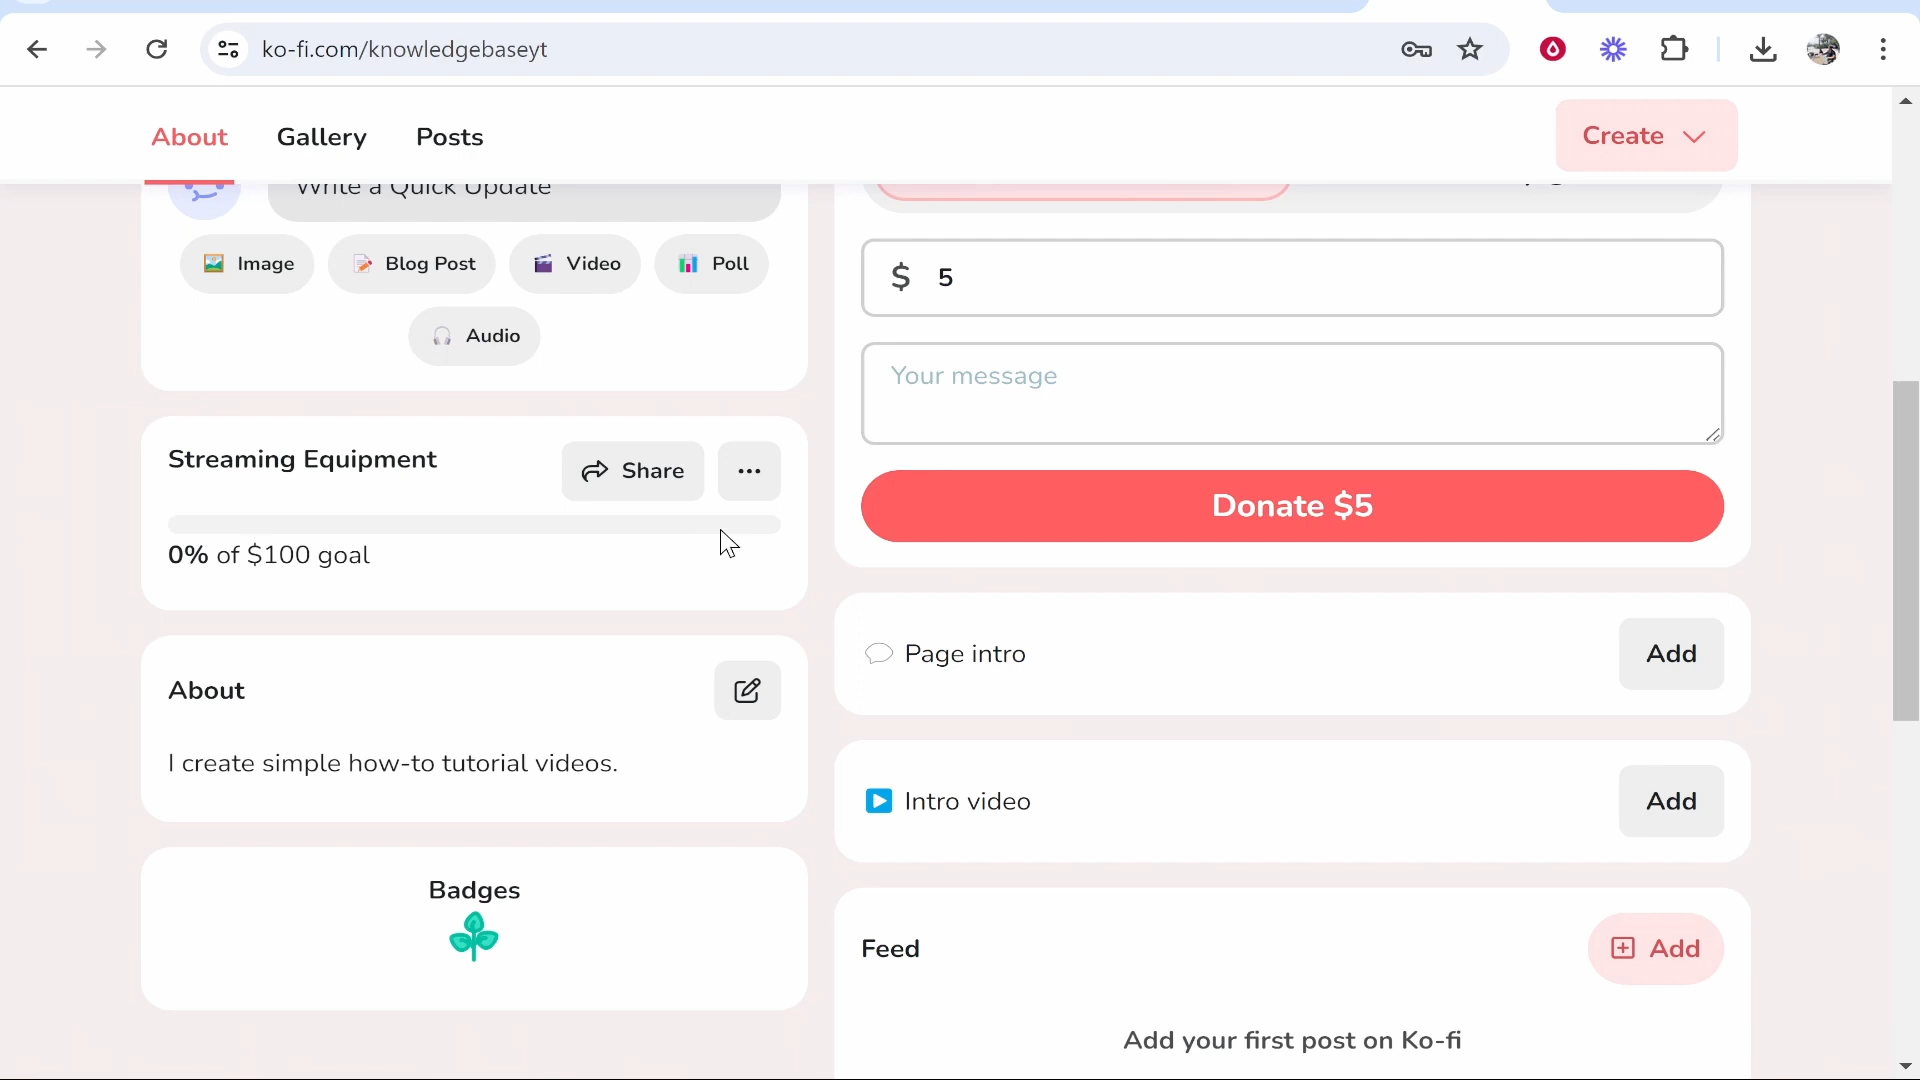 ko-fi.com/knowledgebaseyt
About
Gallery
Posts
Create
Write a Quick Update
Image
Blog Post
Video
Poll
Audio
Streaming Equipment
Share
0% of $100 goal
About
I create simple how-to tutorial videos.
Badges
$ 5
Your message
Donate $5
Page intro
Add
Intro video
Add
Feed
Add
Add your first post on Ko-fi